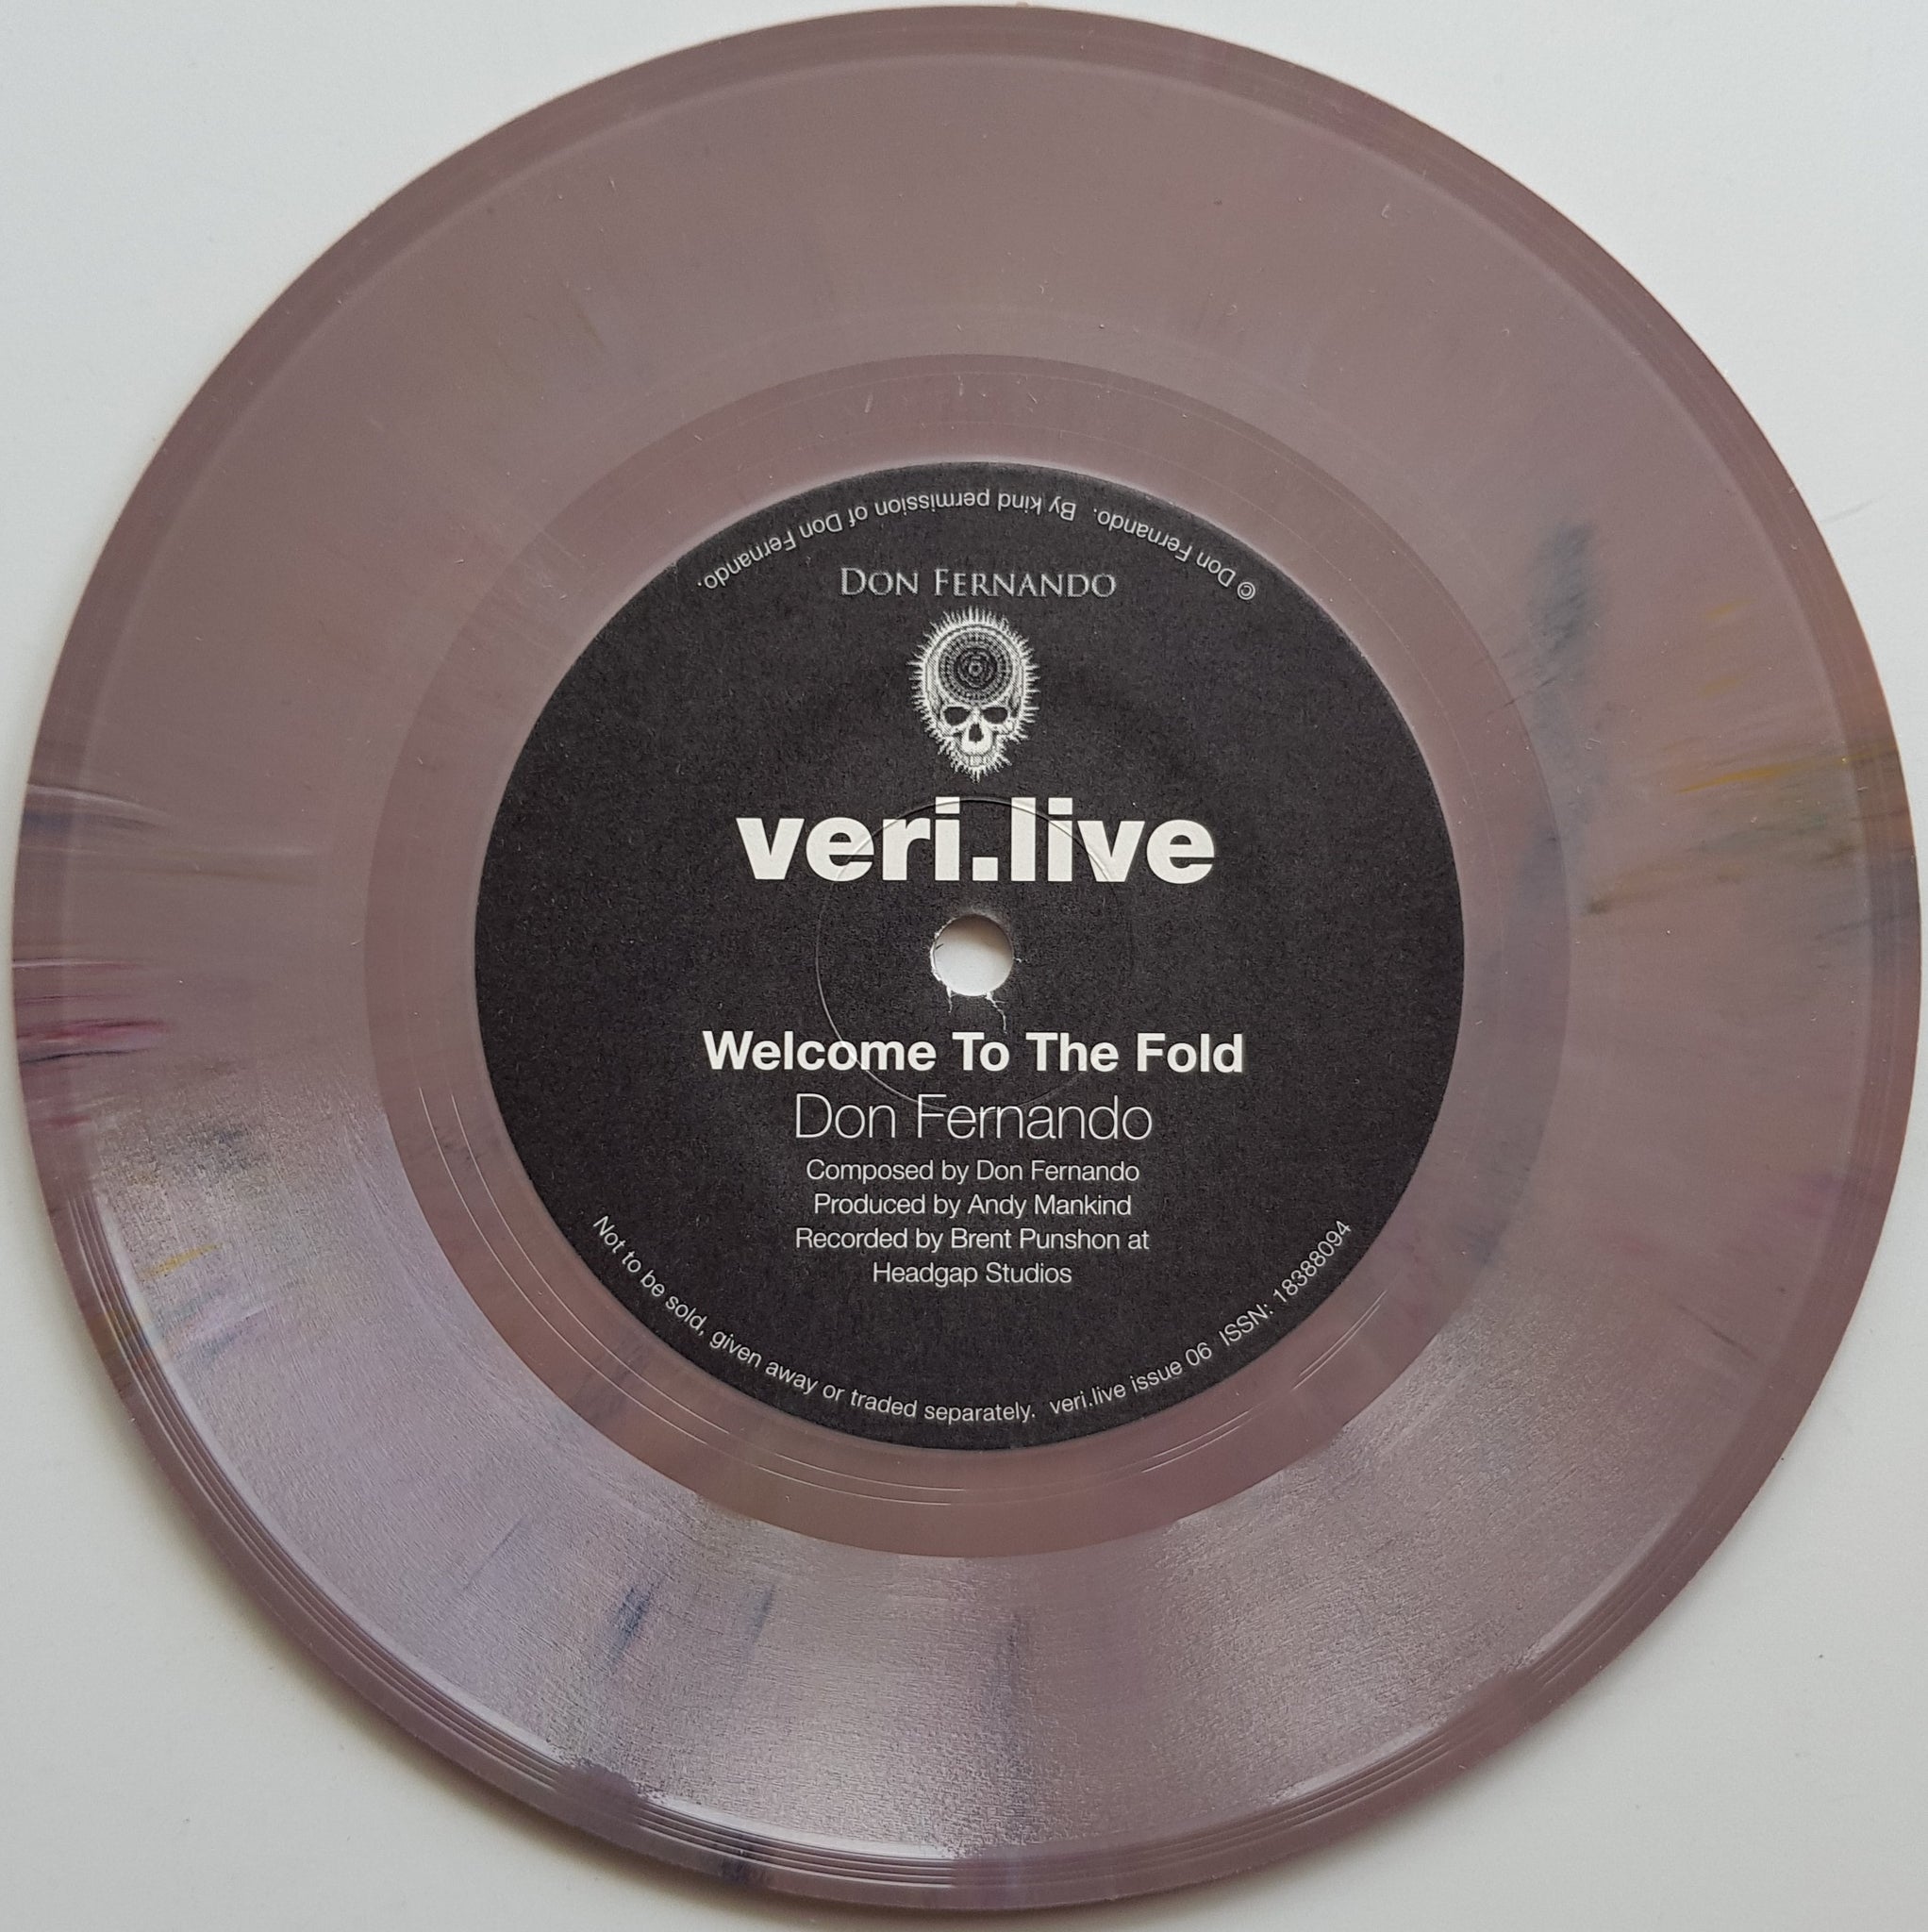 © Don Fernando. By kind permission of Don Fernando.
DON FERNANDO
veri.live
Welcome To The Fold
Don Fernando
Composed by Don Fernando
Produced by Andy Mankind
Recorded by Brent Punshon at
Headgap Studios
Not to be sold, given away or traded separately. veri.live issue 06 ISSN: 18388094